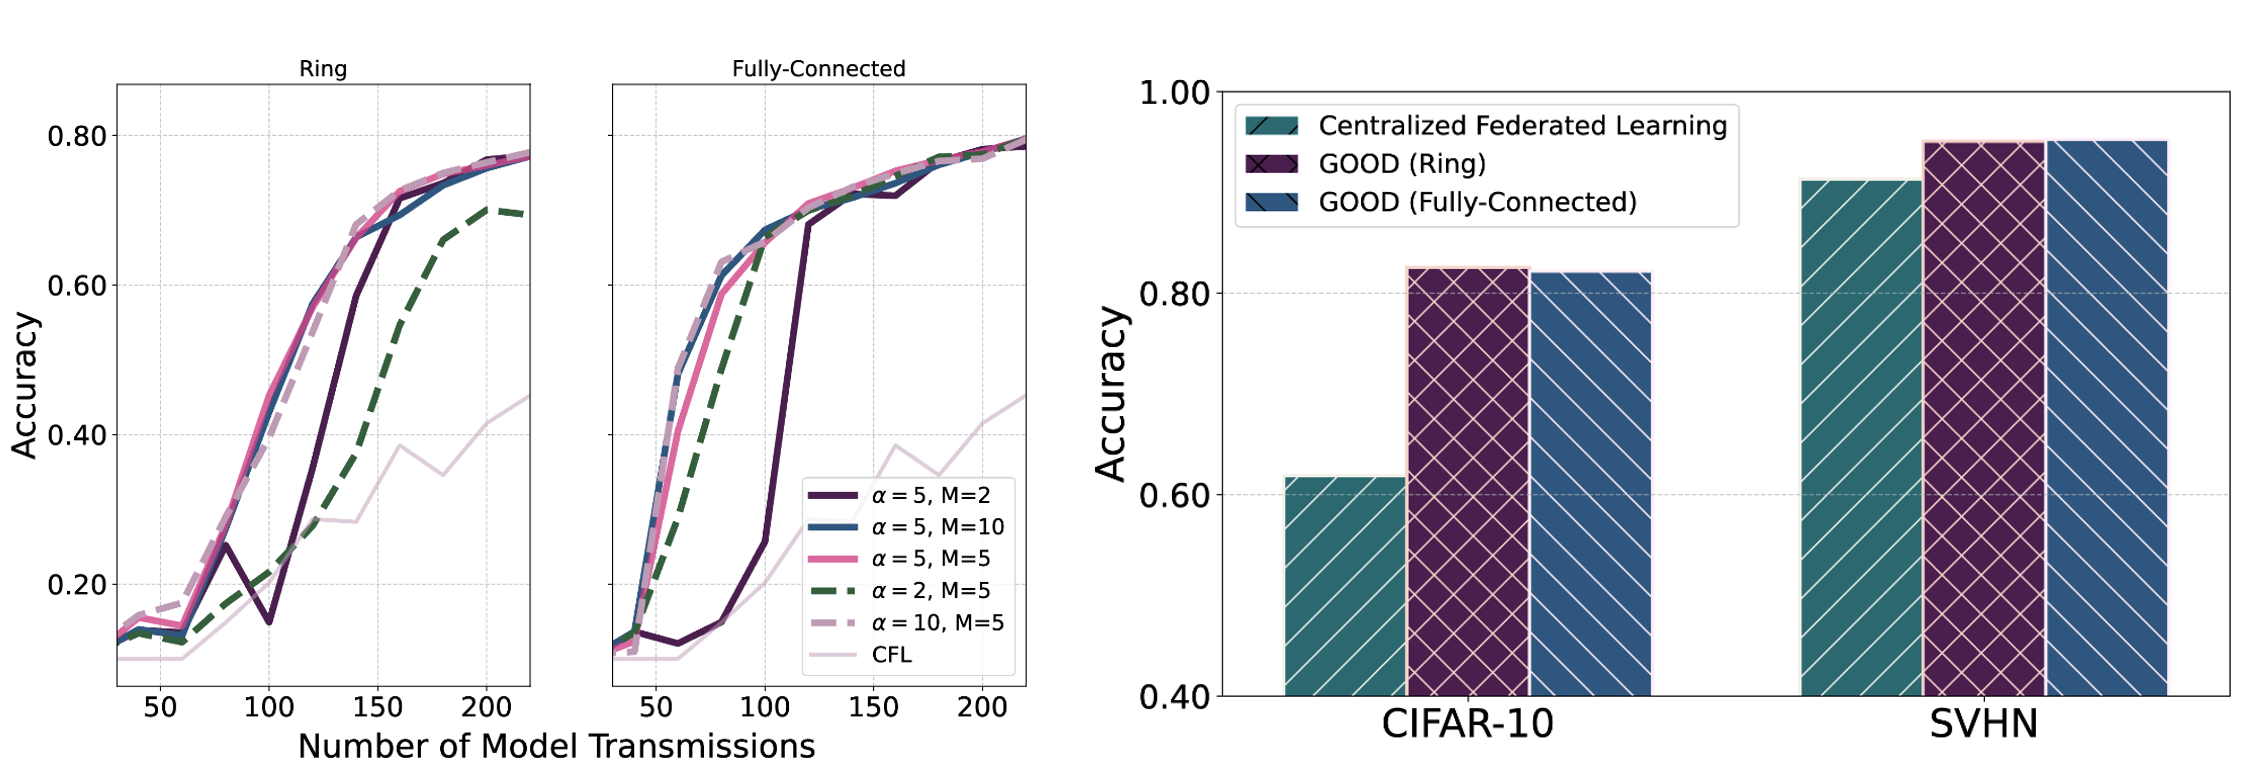 Ring
0.80
0.60
0.40
0.20
Accuracy
50 100 150 200
Fully-Connected
α = 5, M=2
α = 5, M=10
α = 5, M=5
α = 2, M=5
α = 10, M=5
CFL
50 100 150 200
Number of Model Transmissions
1.00
0.80
0.60
0.40
Accuracy
Centralized Federated Learning
GOOD (Ring)
GOOD (Fully-Connected)
CIFAR-10 SVHN